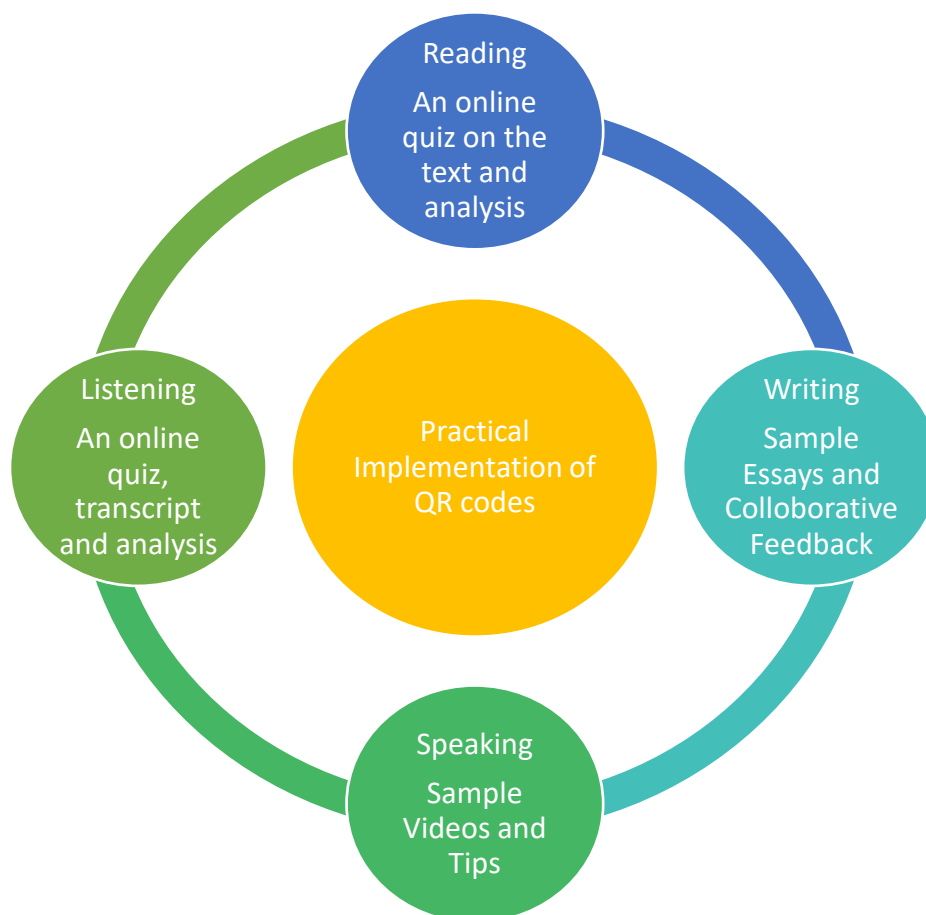 Reading
An online
quiz on the
text and
analysis
Listening
An online
quiz,
transcript
and analysis
Practical
Implementation of
QR codes
Writing
Sample
Essays and
Colloborative
Feedback
Speaking
Sample
Videos and
Tips